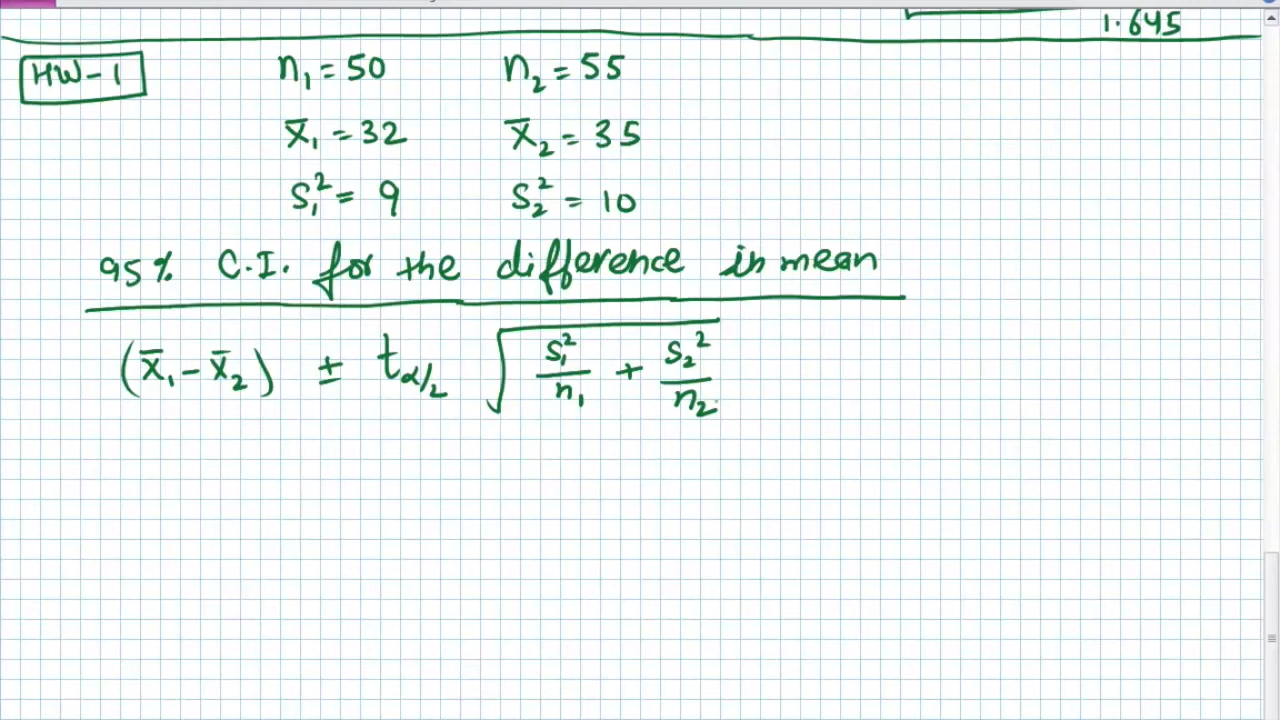 1.645
HW-1 n₁ = 50 n₂ = 55
x̄₁ = 32 x̄₂ = 35
s₁² = 9 s₂² = 10
95% C.I. for the difference in mean
(x̄₁ - x̄₂) ± t_α/2 √(s₁²/n₁ + s₂²/n₂)